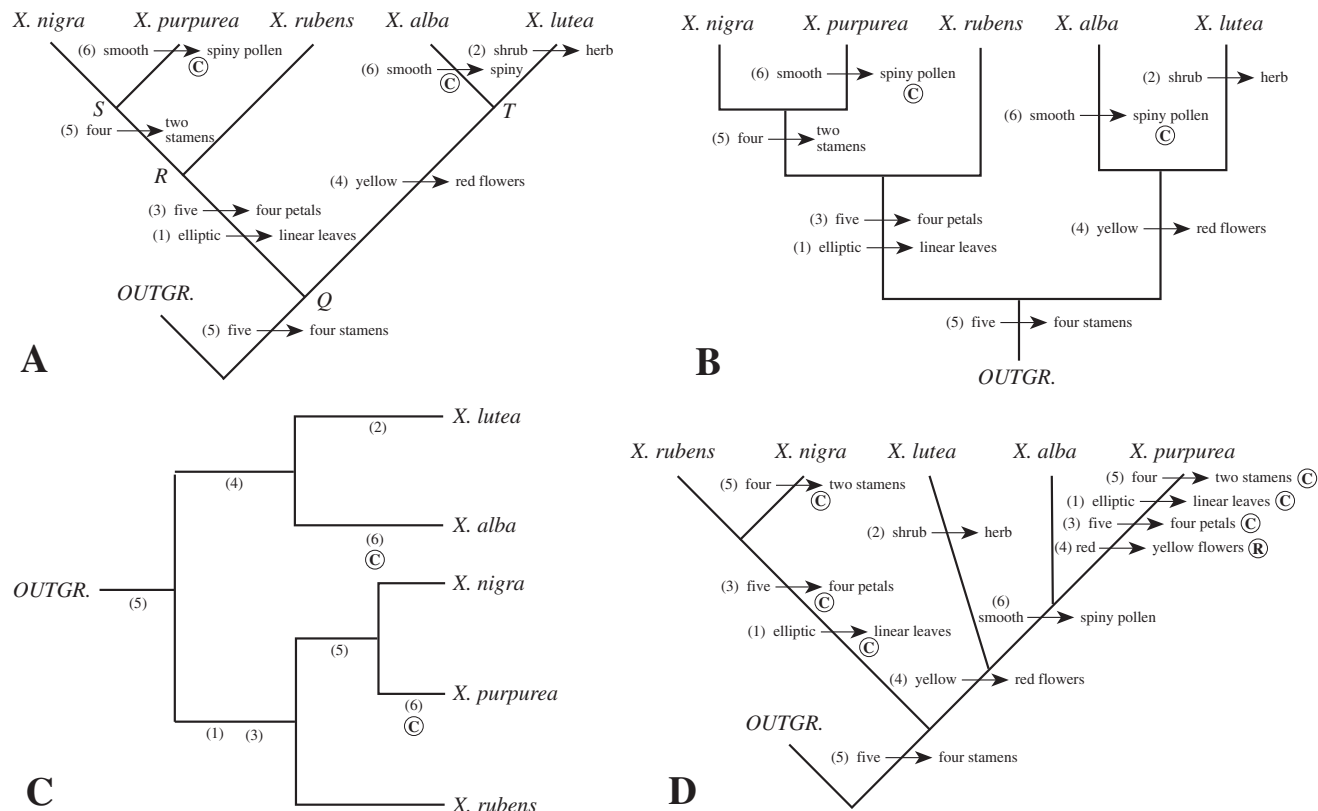 X. nigra X. purpurea X. rubens X. alba X. lutea
(6) smooth spiny pollen
C
(2) shrub herb
(6) smooth spiny
C
S
T
(5) four two
stamens
R
(4) yellow red flowers
(3) five four petals
(1) elliptic linear leaves
OUTGR.
Q
(5) five four stamens
A
X. nigra X. purpurea X. rubens X. alba X. lutea
(6) smooth spiny pollen
C
(2) shrub herb
(6) smooth spiny pollen
C
(5) four two
stamens
(3) five four petals
(4) yellow red flowers
(1) elliptic linear leaves
(5) five four stamens
B
OUTGR.
X. lutea
(2)
(4)
X. alba
(6)
C
X. nigra
OUTGR.
(5)
(5)
X. purpurea
(6)
C
(1) (3)
C
X. rubens
X. rubens X. nigra X. lutea X. alba X. purpurea
(5) four two stamens
C
(5) four two stamens C
(1) elliptic linear leaves C
(3) five four petals C
(4) red yellow flowers R
(2) shrub herb
(3) five four petals
C
(6)
smooth spiny pollen
(1) elliptic linear leaves
C
(4) yellow red flowers
OUTGR.
(5) five four stamens
D